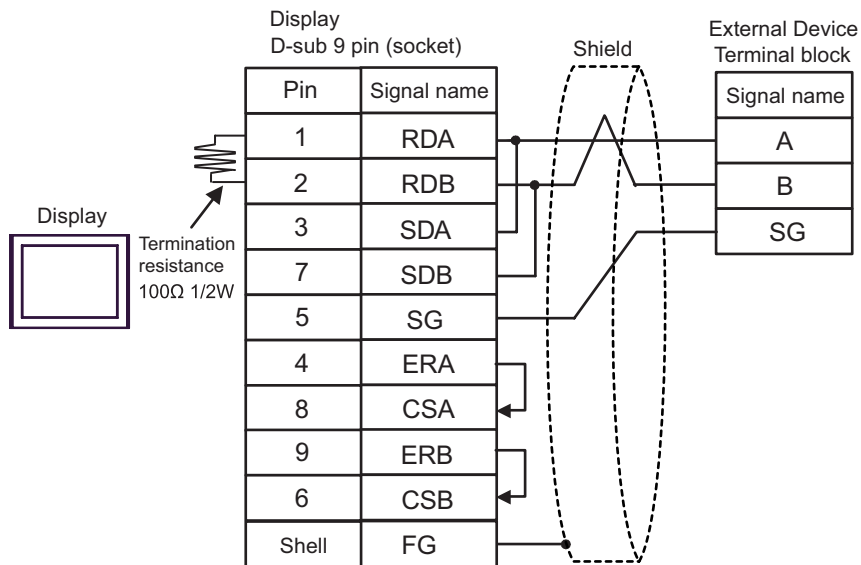 Display
D-sub 9 pin (socket)
Shield
External Device
Terminal block
Pin Signal name
1 RDA
2 RDB
3 SDA
7 SDB
5 SG
4 ERA
8 CSA
9 ERB
6 CSB
Shell FG
Signal name
A
B
SG
Display
Termination
resistance
100Ω 1/2W